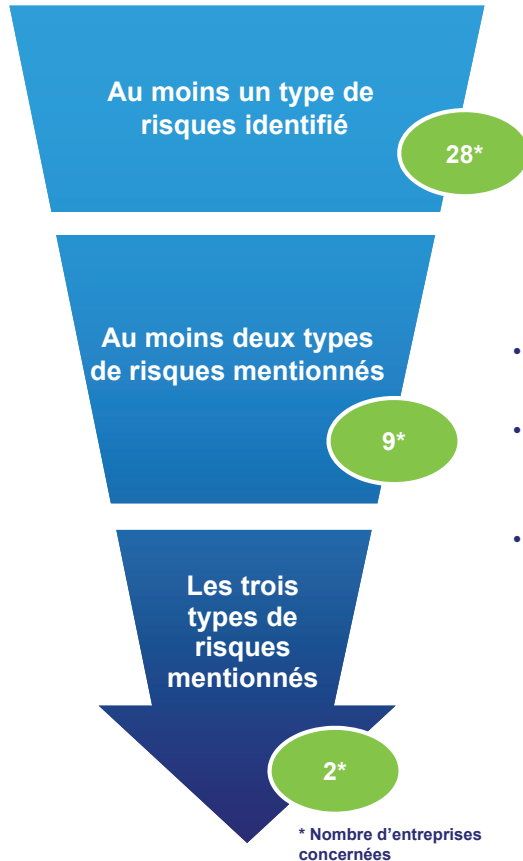 Au moins un type de
risques identifié
28*
Au moins deux types
de risques mentionnés
9*
Les trois
types de
risques
mentionnés
2*
* Nombre d'entreprises
concernées